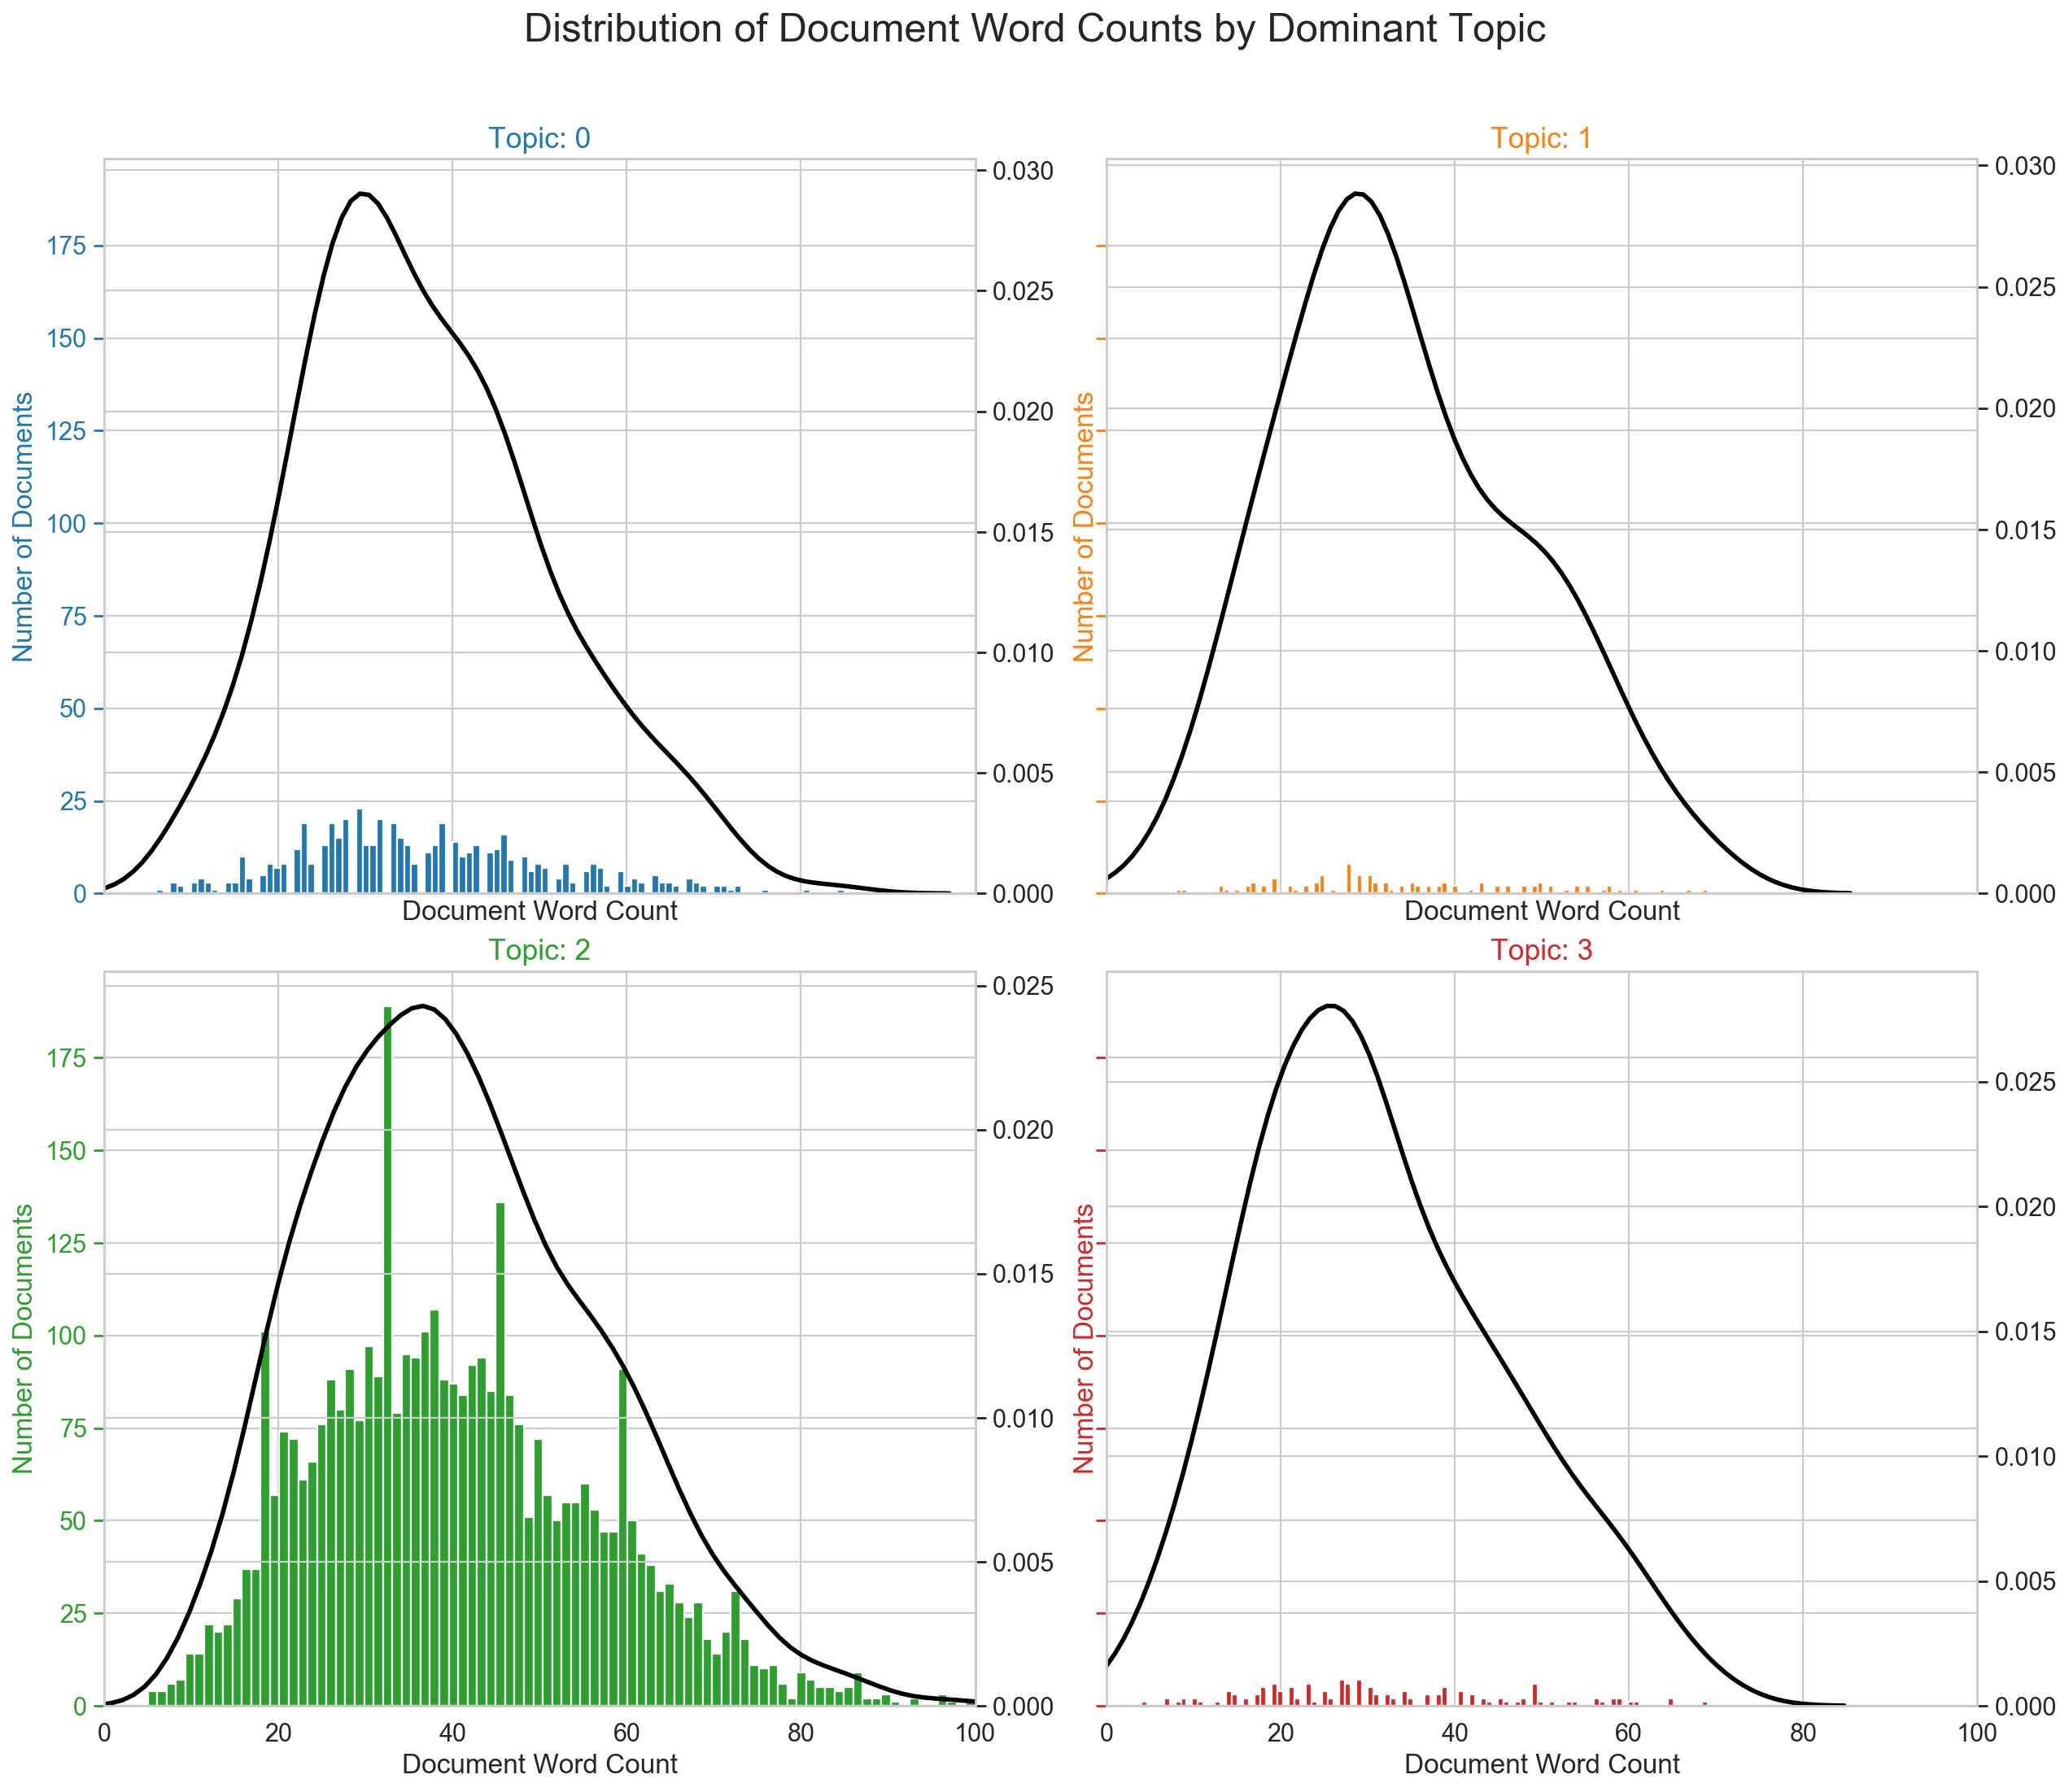 Distribution of Document Word Counts by Dominant Topic
Topic: 0
Number of Documents
175
150
125
100
75
50
25
0
0.030
0.025
0.020
0.015
0.010
0.005
0.000
Document Word Count
Topic: 1
Number of Documents
0.030
0.025
0.020
0.015
0.010
0.005
0.000
Document Word Count
Topic: 2
Number of Documents
175
150
125
100
75
50
25
0
0.025
0.020
0.015
0.010
0.005
0.000
0 20 40 60 80 100
Document Word Count
Topic: 3
Number of Documents
0.025
0.020
0.015
0.010
0.005
0.000
0 20 40 60 80 100
Document Word Count